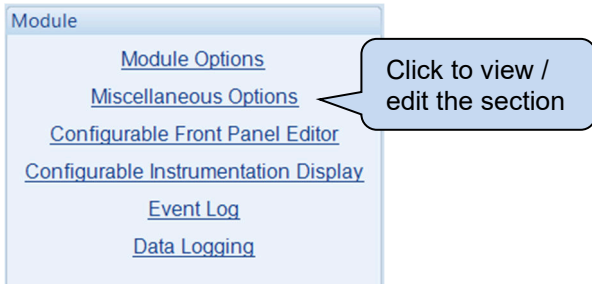 Module
Module Options
Miscellaneous Options
Configurable Front Panel Editor
Configurable Instrumentation Display
Event Log
Data Logging
Click to view /
edit the section